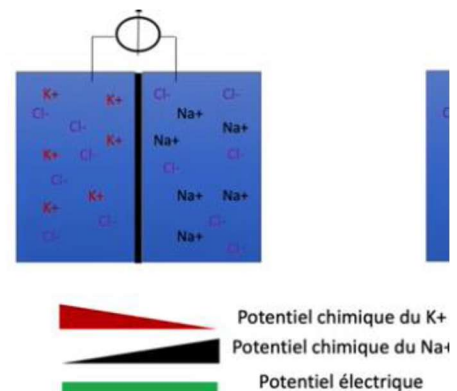 K+ K+ Cl- Cl-
Cl- Na+
Cl- Na+
K+ Na+
K+ Cl- Cl-
Cl-
Cl-
K+ Na+ Na+
K+ Cl- Cl-
Cl- Na+
Cl-
Potentiel chimique du K+
Potentiel chimique du Na+
Potentiel électrique